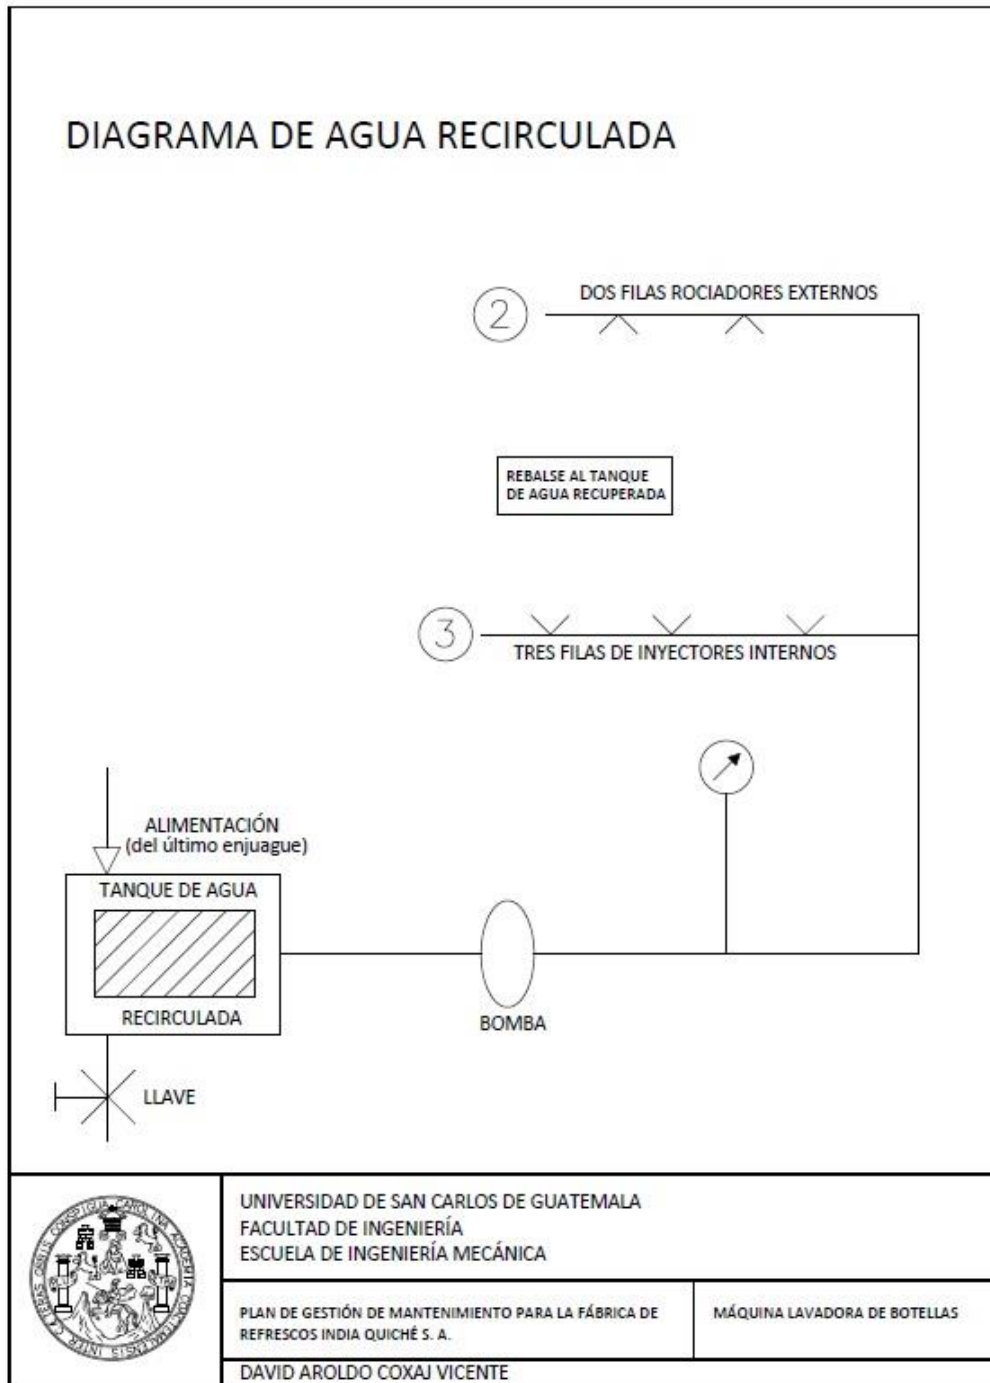 DIAGRAMA DE AGUA RECIRCULADA
DOS FILAS ROCIADORES EXTERNOS
2
REBALSE AL TANQUE
DE AGUA RECUPERADA
3
TRES FILAS DE INYECTORES INTERNOS
ALIMENTACIÓN
(del último enjuague)
TANQUE DE AGUA
RECIRCULADA
BOMBA
LLAVE
UNIVERSIDAD DE SAN CARLOS DE GUATEMALA
FACULTAD DE INGENIERÍA
ESCUELA DE INGENIERÍA MECÁNICA
PLAN DE GESTIÓN DE MANTENIMIENTO PARA LA FÁBRICA DE
REFRESCOS INDIA QUICHÉ S. A.
MÁQUINA LAVADORA DE BOTELLAS
DAVID AROLDO COXAJ VICENTE